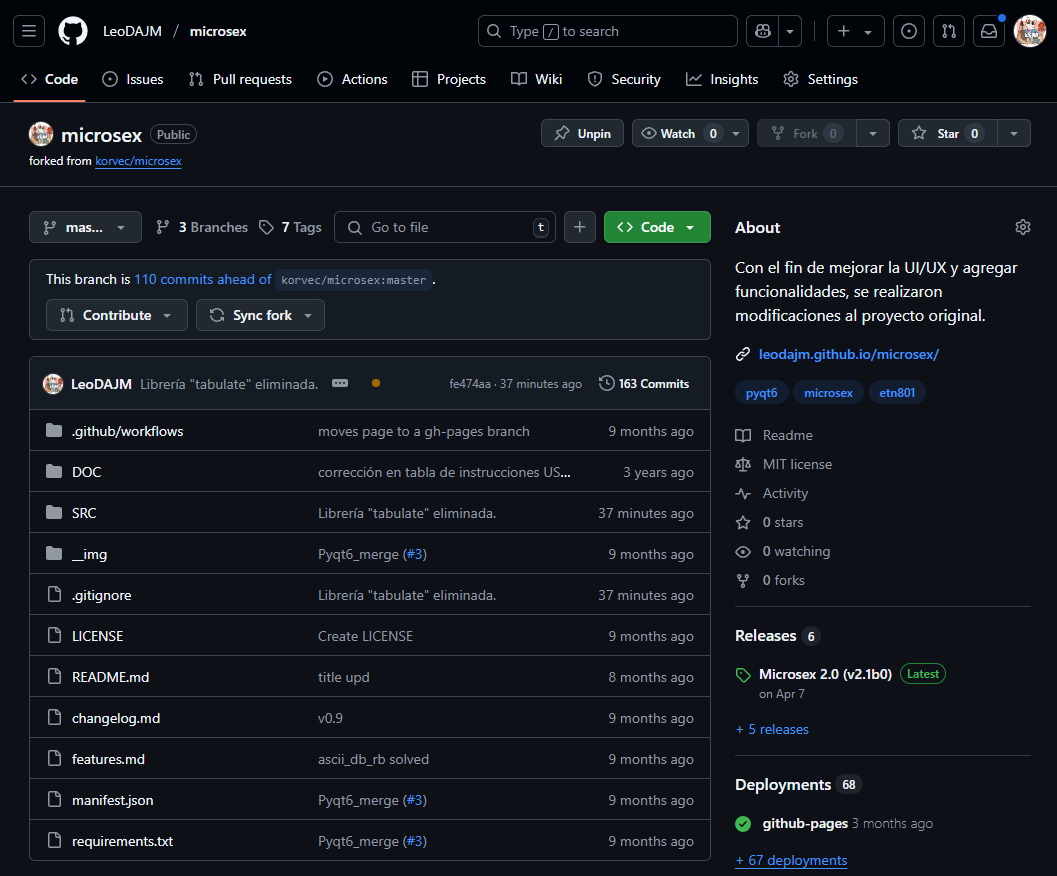 LeoDAJM / microsex
Type / to search
Code Issues Pull requests Actions Projects Wiki Security Insights Settings
microsex Public
Unpin Watch 0 Fork 0 Star 0
forked from korvec/microsex
mas... 3 Branches 7 Tags Go to file t Code
This branch is 110 commits ahead of korvec/microsex:master .
Contribute Sync fork
LeoDAJM Librería "tabulate" eliminada. fe474aa · 37 minutes ago 163 Commits
.github/workflows moves page to a gh-pages branch 9 months ago
DOC corrección en tabla de instrucciones US... 3 years ago
SRC Librería "tabulate" eliminada. 37 minutes ago
__img Pyqt6_merge (#3) 9 months ago
.gitignore Librería "tabulate" eliminada. 37 minutes ago
LICENSE Create LICENSE 9 months ago
README.md title upd 8 months ago
changelog.md v0.9 9 months ago
features.md ascii_db_rb solved 9 months ago
manifest.json Pyqt6_merge (#3) 9 months ago
requirements.txt Pyqt6_merge (#3) 9 months ago
About
Con el fin de mejorar la UI/UX y agregar
funcionalidades, se realizaron
modificaciones al proyecto original.
leodajm.github.io/microsex/
pyqt6 microsex etn801
Readme
MIT license
Activity
0 stars
0 watching
0 forks
Releases 6
Microsex 2.0 (v2.1b0) Latest
on Apr 7
+ 5 releases
Deployments 68
github-pages 3 months ago
+ 67 deployments